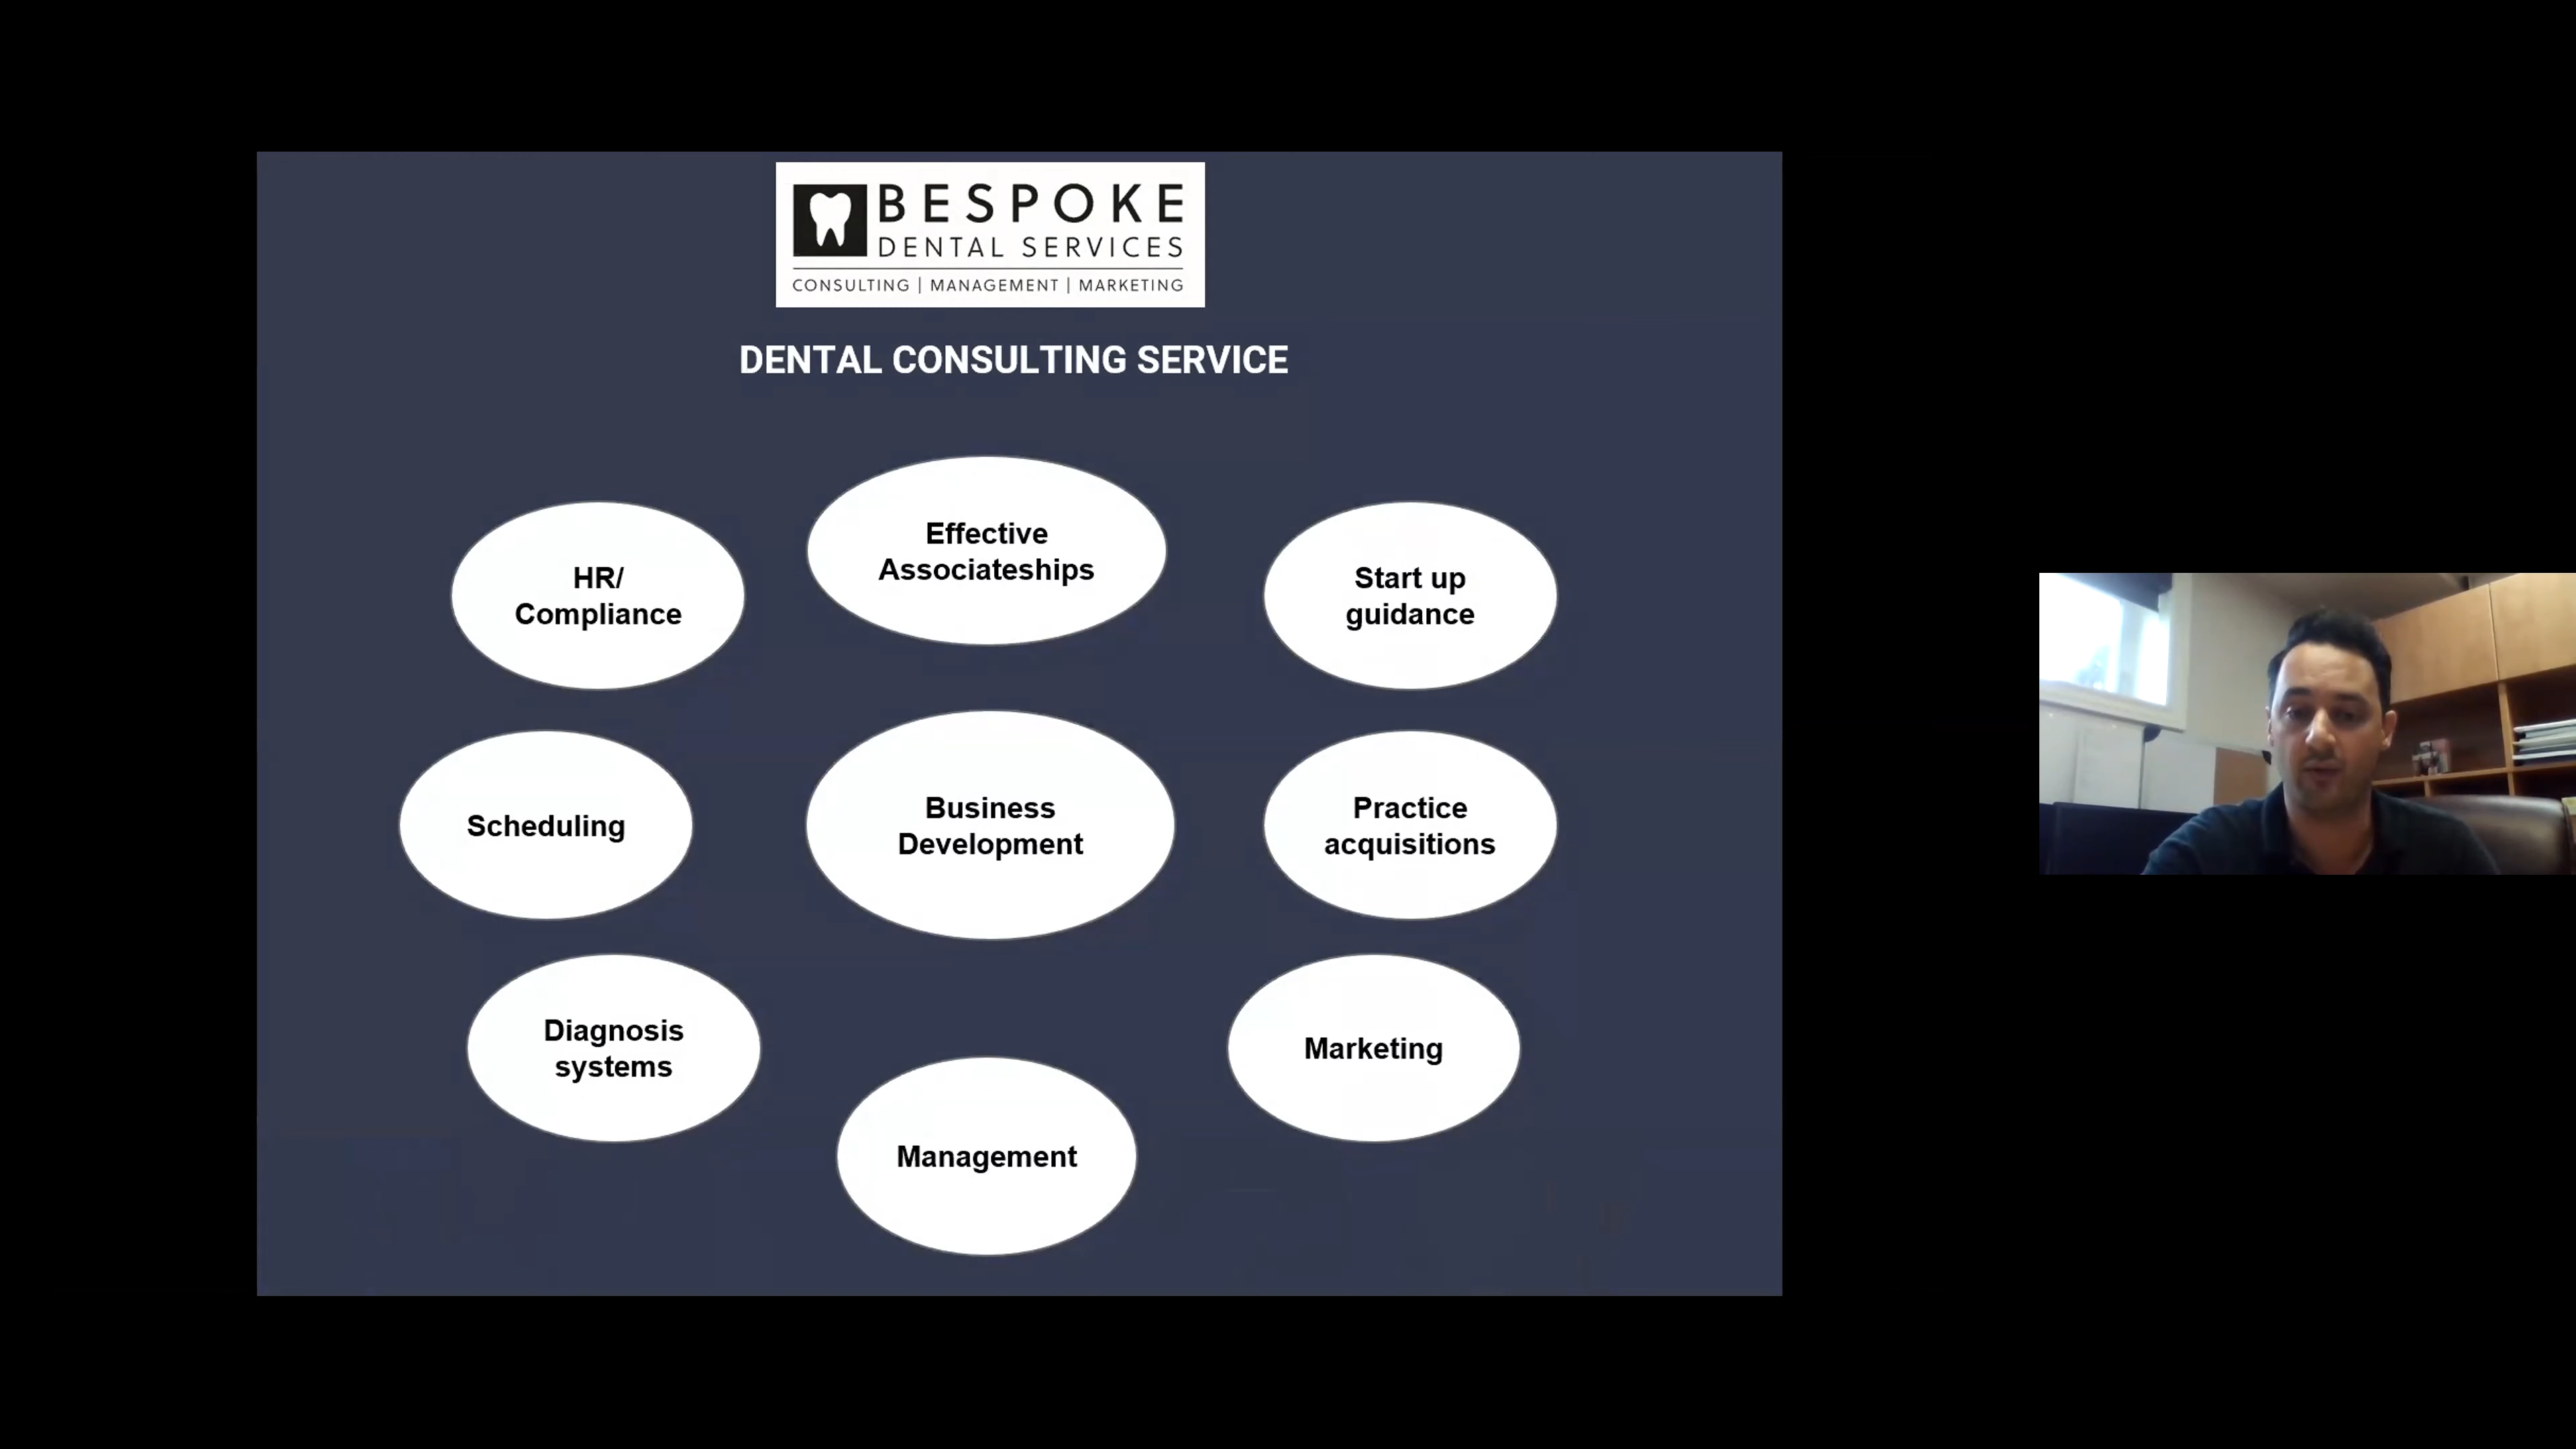 BESPOKE
DENTAL SERVICES
CONSULTING | MANAGEMENT | MARKETING
DENTAL CONSULTING SERVICE
Effective
Associateships
HR/
Compliance
Start up
guidance
Scheduling
Business
Development
Practice
acquisitions
Diagnosis
systems
Marketing
Management